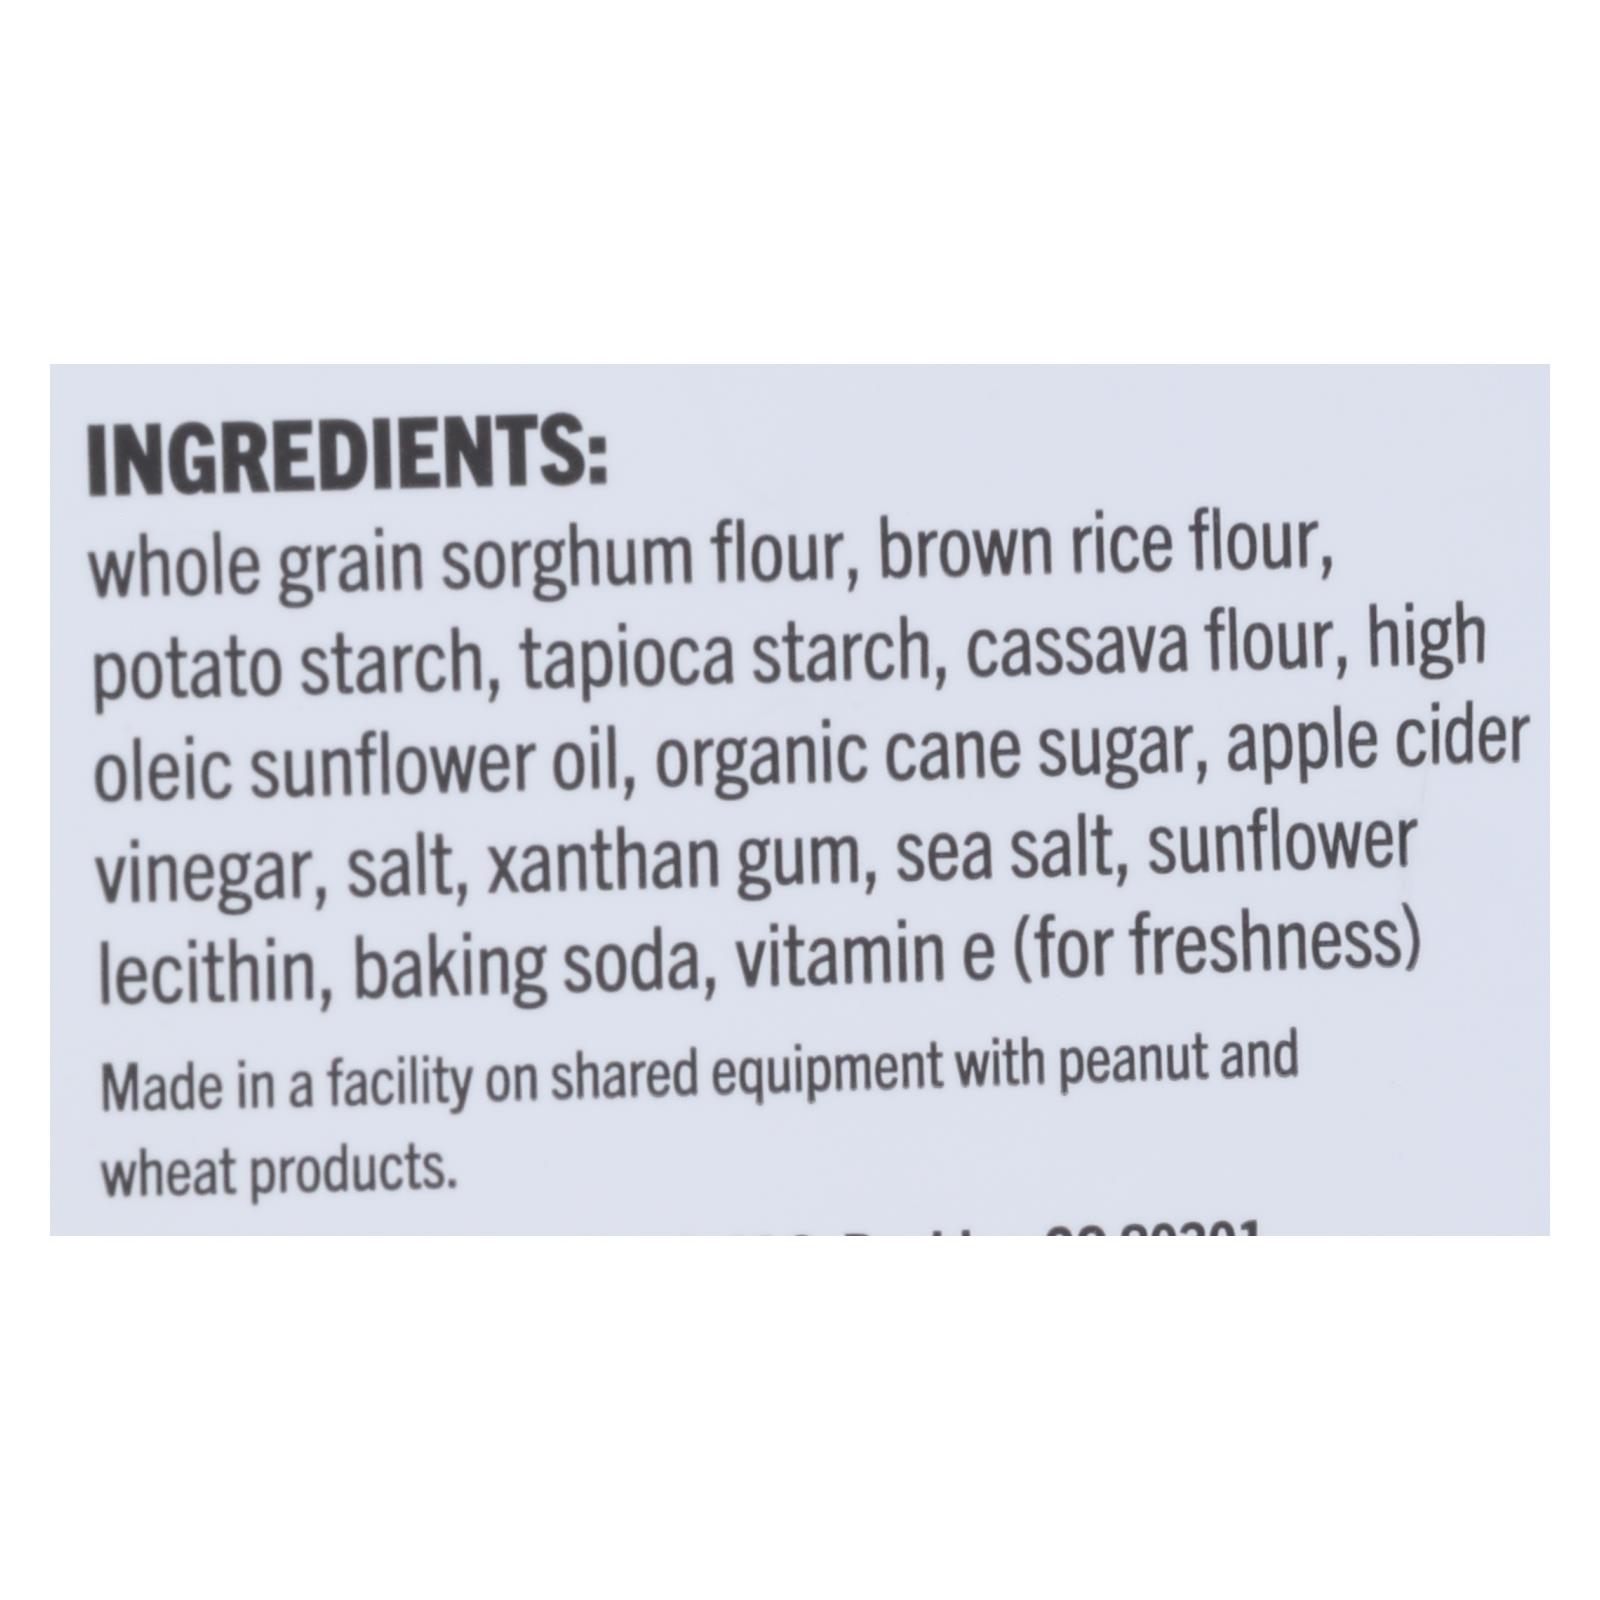 INGREDIENTS:
whole grain sorghum flour, brown rice flour,
potato starch, tapioca starch, cassava flour, high
oleic sunflower oil, organic cane sugar, apple cider
vinegar, salt, xanthan gum, sea salt, sunflower
lecithin, baking soda, vitamin e (for freshness)
Made in a facility on shared equipment with peanut and
wheat products.